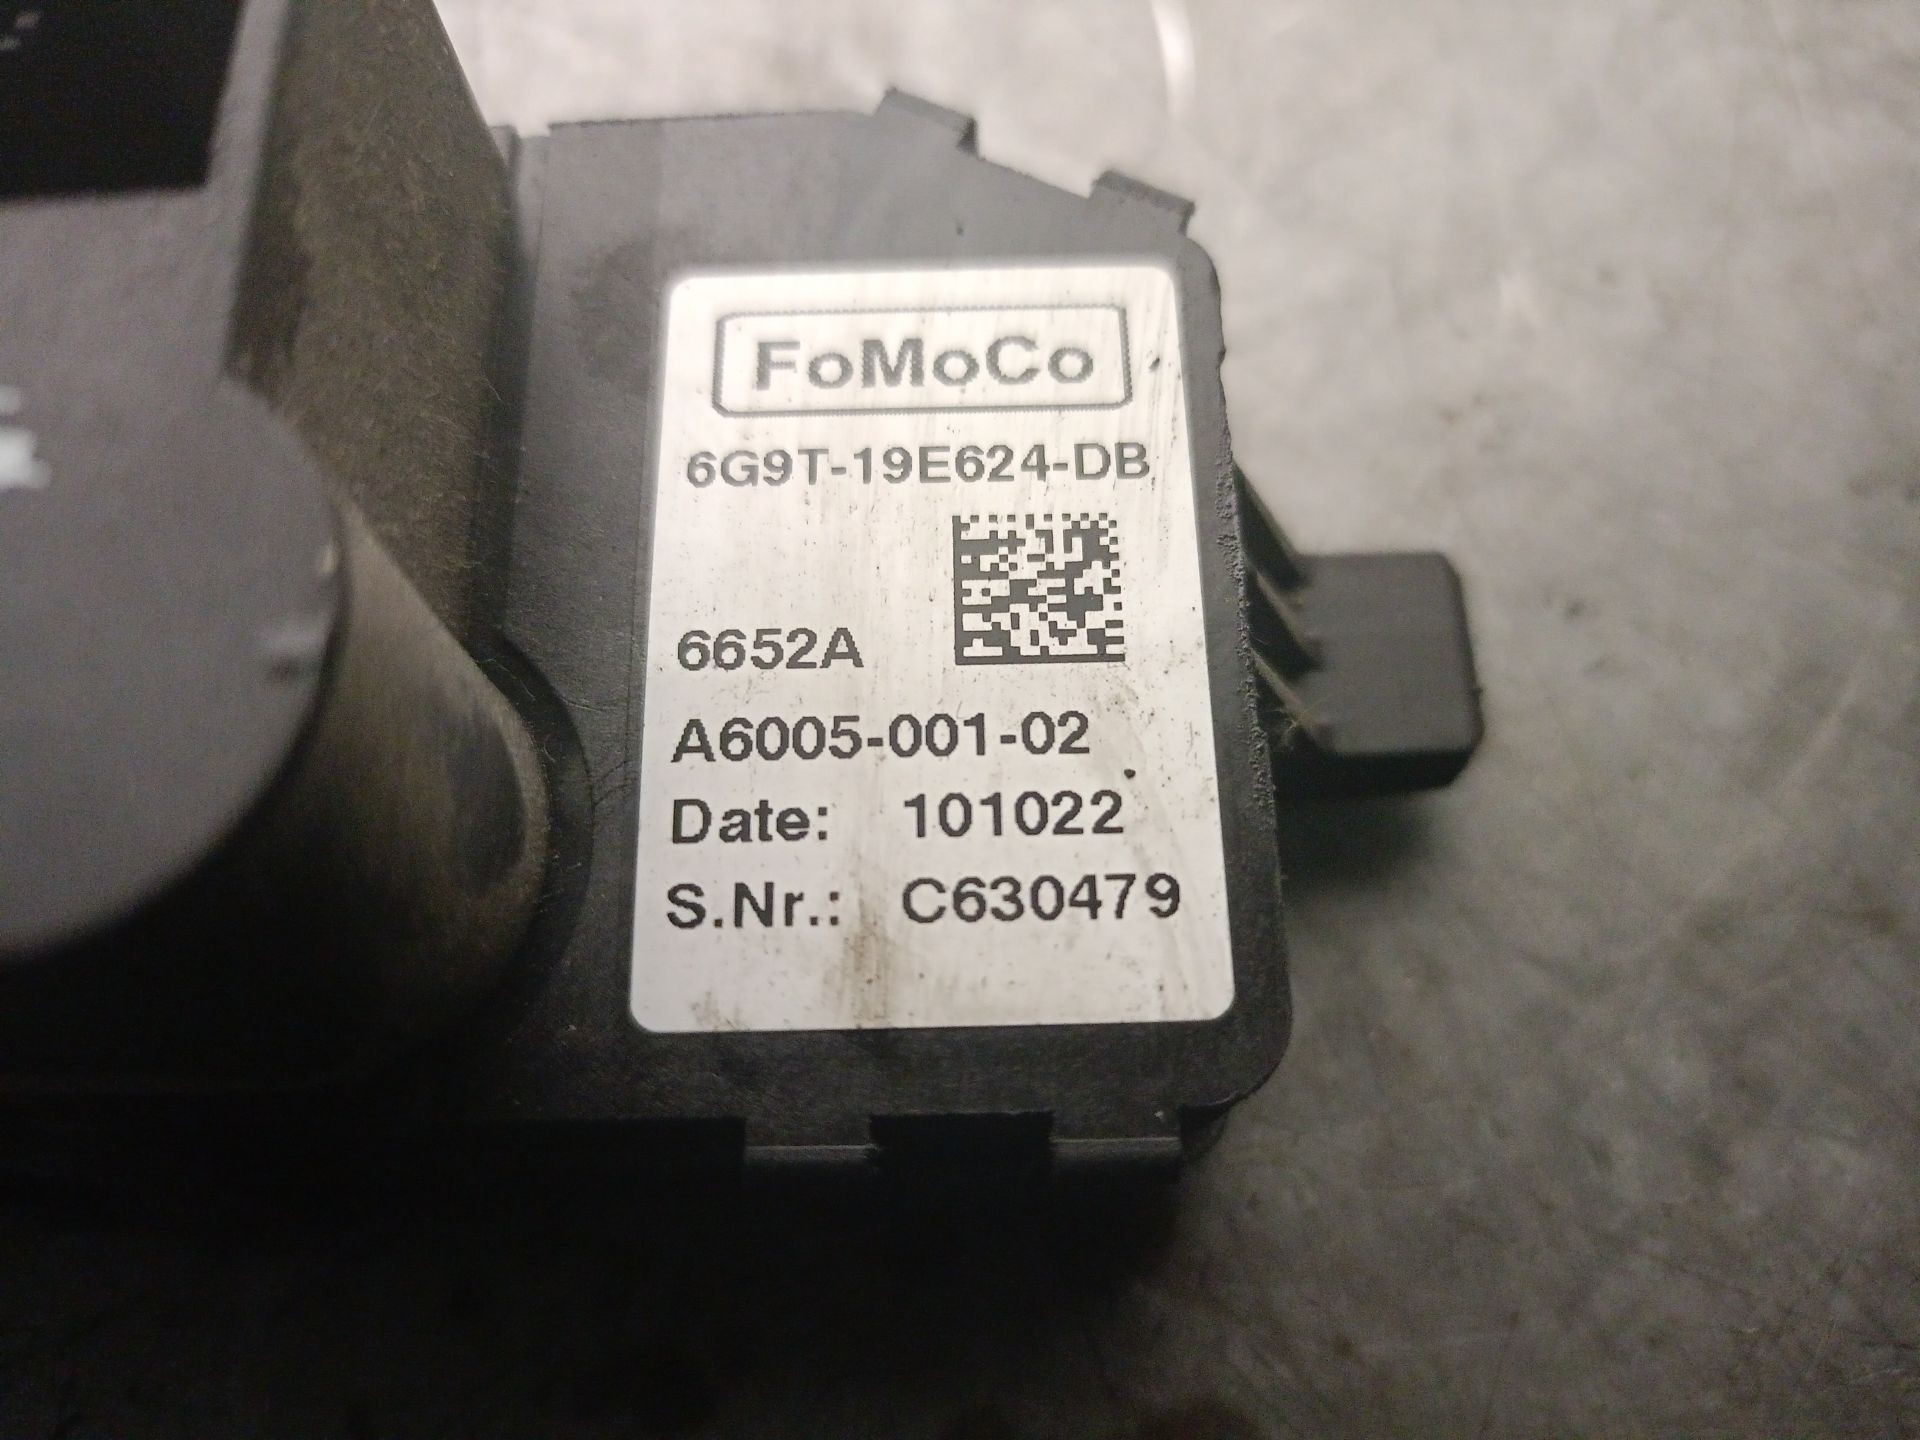 FoMoCo
6G9T-19E624-DB
6652A
A6005-001-02
Date: 101022
S.Nr.: C630479